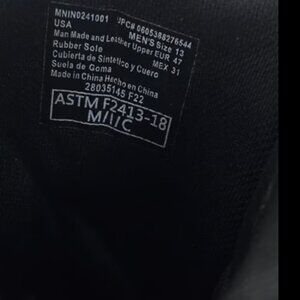 MNIN0241001 UPC# 0605388276544
USA MEN'S Size 13
Man Made and Leather Upper EUR 47
Rubber Sole MEX 31
Cubierta de Sintetico y Cuero
Suela de Goma
Made in China Hecho en China
28035145 F22
ASTM F2413-18
M/I/C